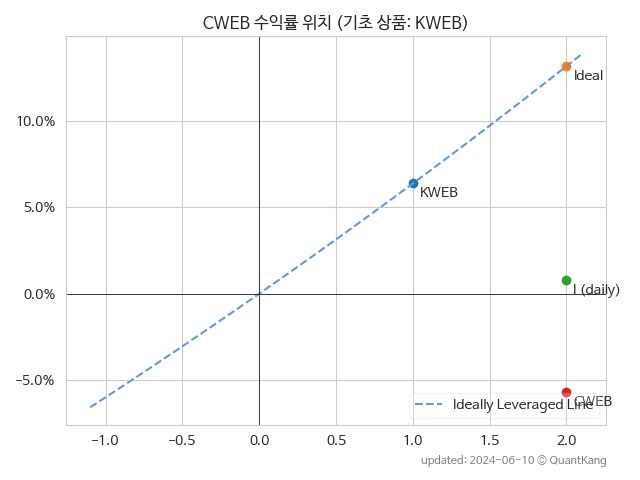 CWEB 수익률 위치 (기초 상품: KWEB)
10.0%
5.0%
0.0%
−5.0%
Ideal
KWEB
I (daily)
CWEB
Ideally Leveraged Line
−1.0 −0.5 0.0 0.5 1.0 1.5 2.0
updated: 2024-06-10 © QuantKang